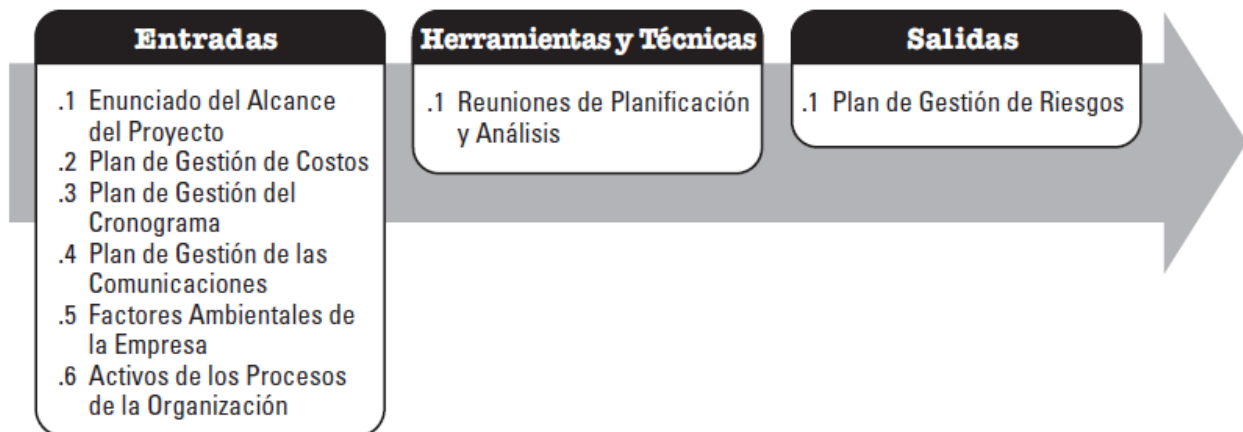 Entradas
.1 Enunciado del Alcance
del Proyecto
.2 Plan de Gestión de Costos
.3 Plan de Gestión del
Cronograma
.4 Plan de Gestión de las
Comunicaciones
.5 Factores Ambientales de
la Empresa
.6 Activos de los Procesos
de la Organización
Herramientas y Técnicas
.1 Reuniones de Planificación
y Análisis
Salidas
.1 Plan de Gestión de Riesgos